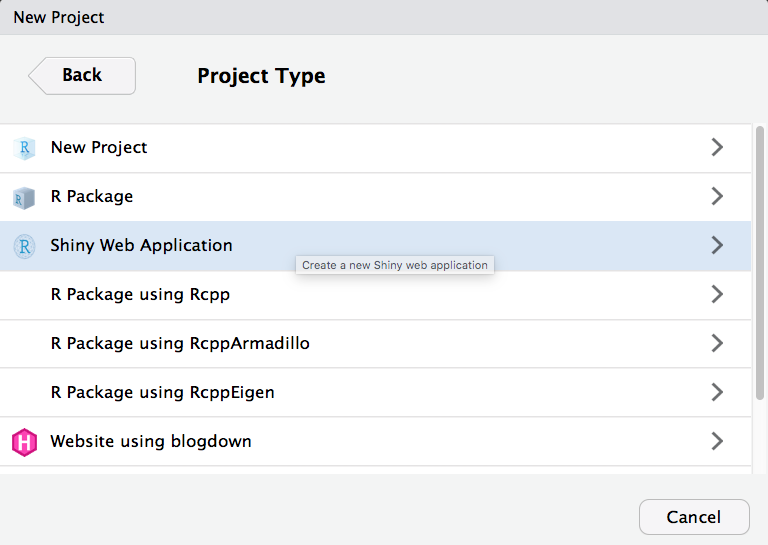 New Project
Back
Project Type
R New Project
R R Package
R Shiny Web Application
Create a new Shiny web application
R Package using Rcpp
R Package using RcppArmadillo
R Package using RcppEigen
H Website using blogdown
Cancel